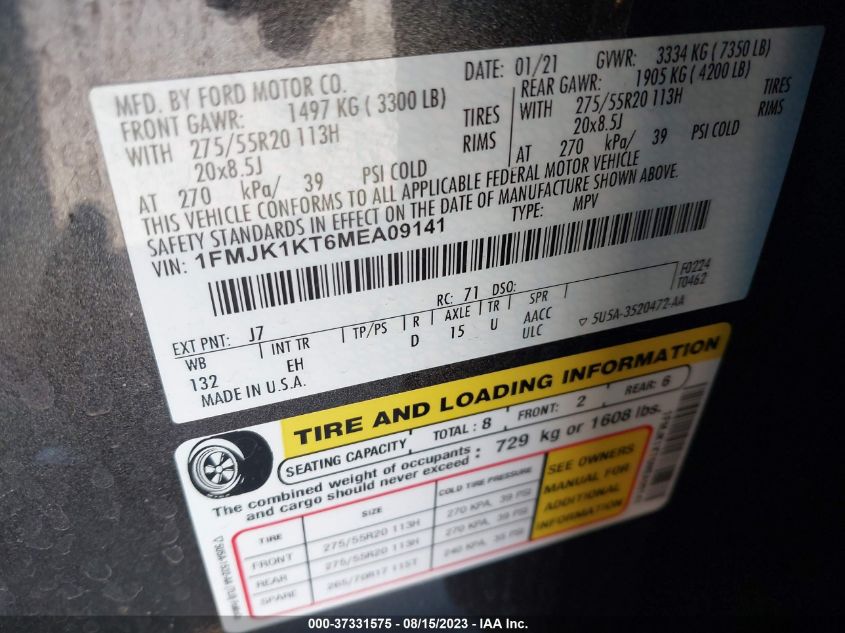 MFD. BY FORD MOTOR CO.
DATE: 01/21
GVWR: 3334 KG ( 7350 LB)
FRONT GAWR: 1497 KG ( 3300 LB)
REAR GAWR: 1905 KG ( 4200 LB)
WITH 275/55R20 113H TIRES
WITH 275/55R20 113H TIRES
20x8.5J RIMS
20x8.5J RIMS
AT 270 kPa/ 39 PSI COLD
AT 270 kPa/ 39 PSI COLD
THIS VEHICLE CONFORMS TO ALL APPLICABLE FEDERAL MOTOR VEHICLE
SAFETY STANDARDS IN EFFECT ON THE DATE OF MANUFACTURE SHOWN ABOVE.
VIN: 1FMJK1KT6MEA09141
TYPE: MPV
F0224
T0462
EXT PNT: J7
RC: 71 DSO:
WB INT TR TP/PS R AXLE TR SPR
132 EH D 15 U AACC
ULC
▽ 5U5A-3520472-AA
MADE IN U.S.A.
TIRE AND LOADING INFORMATION
SEATING CAPACITY TOTAL : 8 FRONT: 2 REAR: 6
The combined weight of occupants and cargo should never exceed : 729 kg or 1608 lbs.
TIRE SIZE COLD TIRE PRESSURE
FRONT 275/55R20 113H 270 KPA, 39 PSI
REAR 275/55R20 113H 270 KPA, 39 PSI
SPARE 265/70R17 115T 240 KPA, 35 PSI
SEE OWNERS
MANUAL FOR
ADDITIONAL
INFORMATION
000-37331575 - 08/15/2023 - IAA Inc.